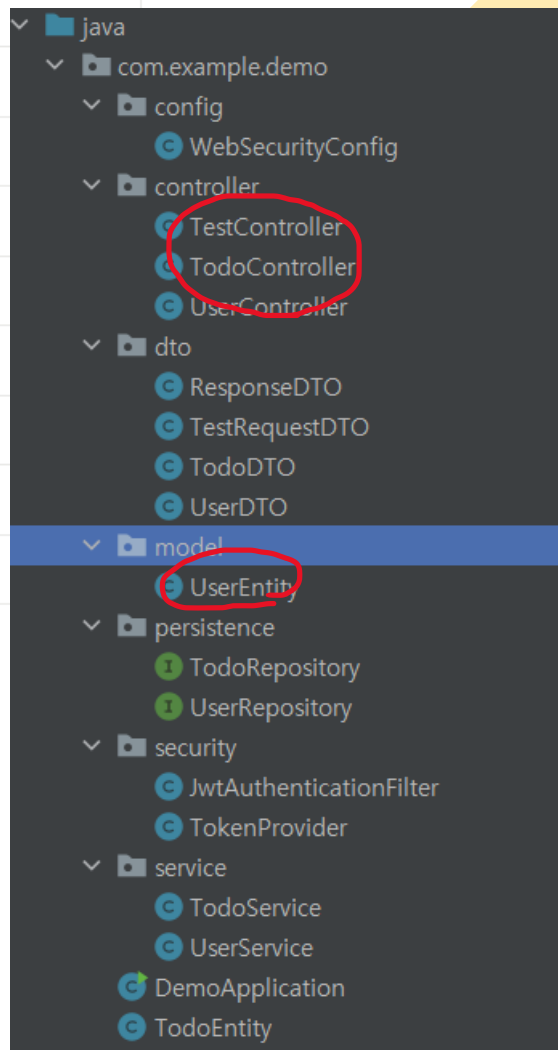 java
com.example.demo
config
WebSecurityConfig
controller
TestController
TodoController
UserController
dto
ResponseDTO
TestRequestDTO
TodoDTO
UserDTO
model
UserEntity
persistence
TodoRepository
UserRepository
security
JwtAuthenticationFilter
TokenProvider
service
TodoService
UserService
DemoApplication
TodoEntity